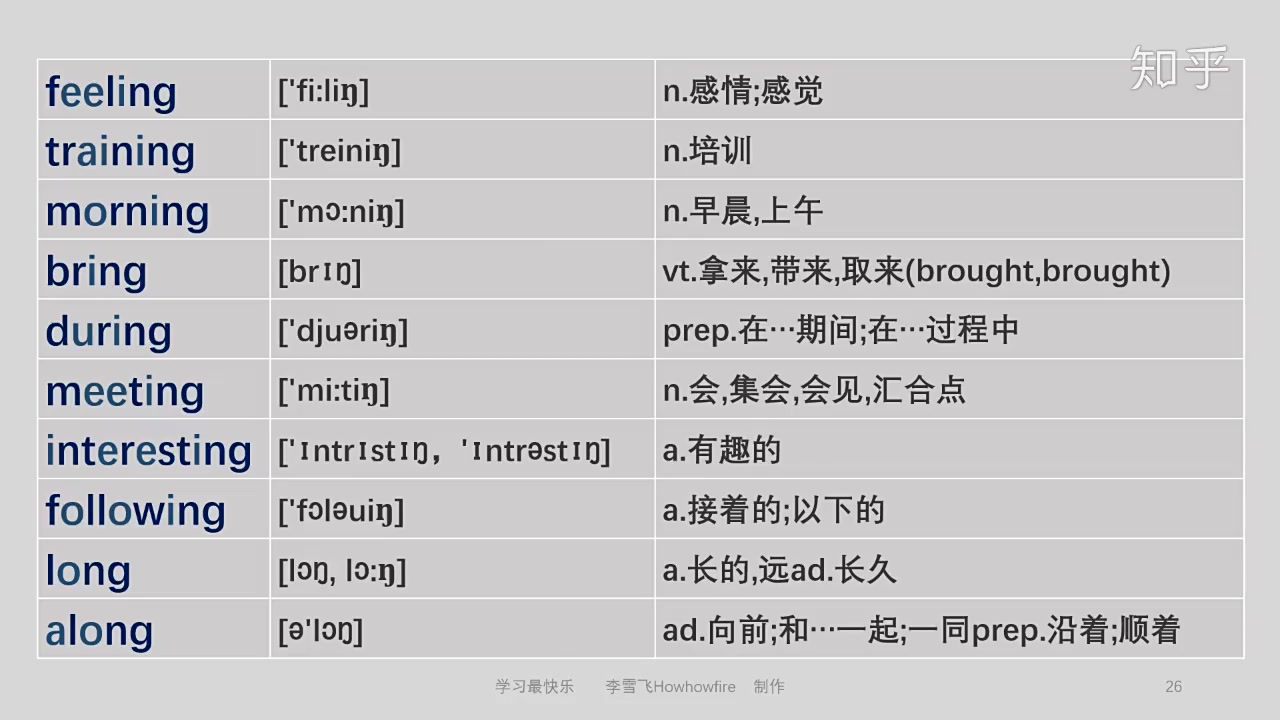 知乎
feeling ['fi:liŋ] n.感情;感觉
training ['treiniŋ] n.培训
morning ['mɔ:niŋ] n.早晨,上午
bring [brɪŋ] vt.拿来,带来,取来(brought,brought)
during ['djuəriŋ] prep.在…期间;在…过程中
meeting ['mi:tiŋ] n.会,集会,会见,汇合点
interesting ['ɪntrɪstɪŋ，'ɪntrəstɪŋ] a.有趣的
following ['fɔləuiŋ] a.接着的;以下的
long [lɔŋ, lɔ:ŋ] a.长的,远ad.长久
along [ə'lɔŋ] ad.向前;和…一起;一同prep.沿着;顺着
学习最快乐 李雪飞Howhowfire 制作 26